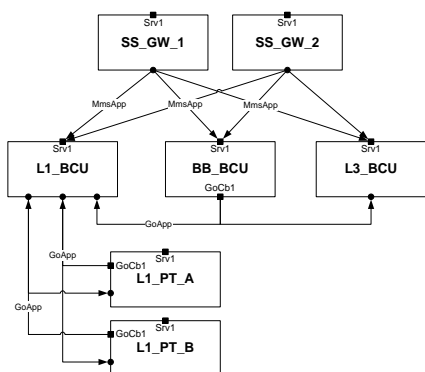 Srv1
Srv1
SS_GW_1
SS_GW_2
MmsApp
MmsApp
MmsApp
Srv1
Srv1
Srv1
L1_BCU
BB_BCU
L3_BCU
GoCb1
GoApp
Srv1
GoApp
GoCb1
L1_PT_A
GoApp
Srv1
GoCb1
L1_PT_B